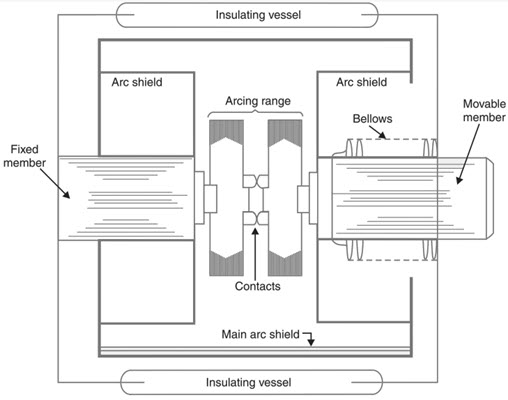 Insulating vessel
Arc shield
Arc shield
Arcing range
Bellows
Movable
member
Fixed
member
Contacts
Main arc shield
Insulating vessel